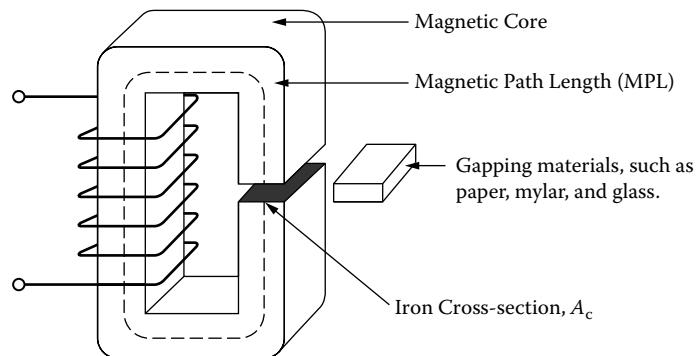 Magnetic Core
Magnetic Path Length (MPL)
Gapping materials, such as
paper, mylar, and glass.
Iron Cross-section, Ac